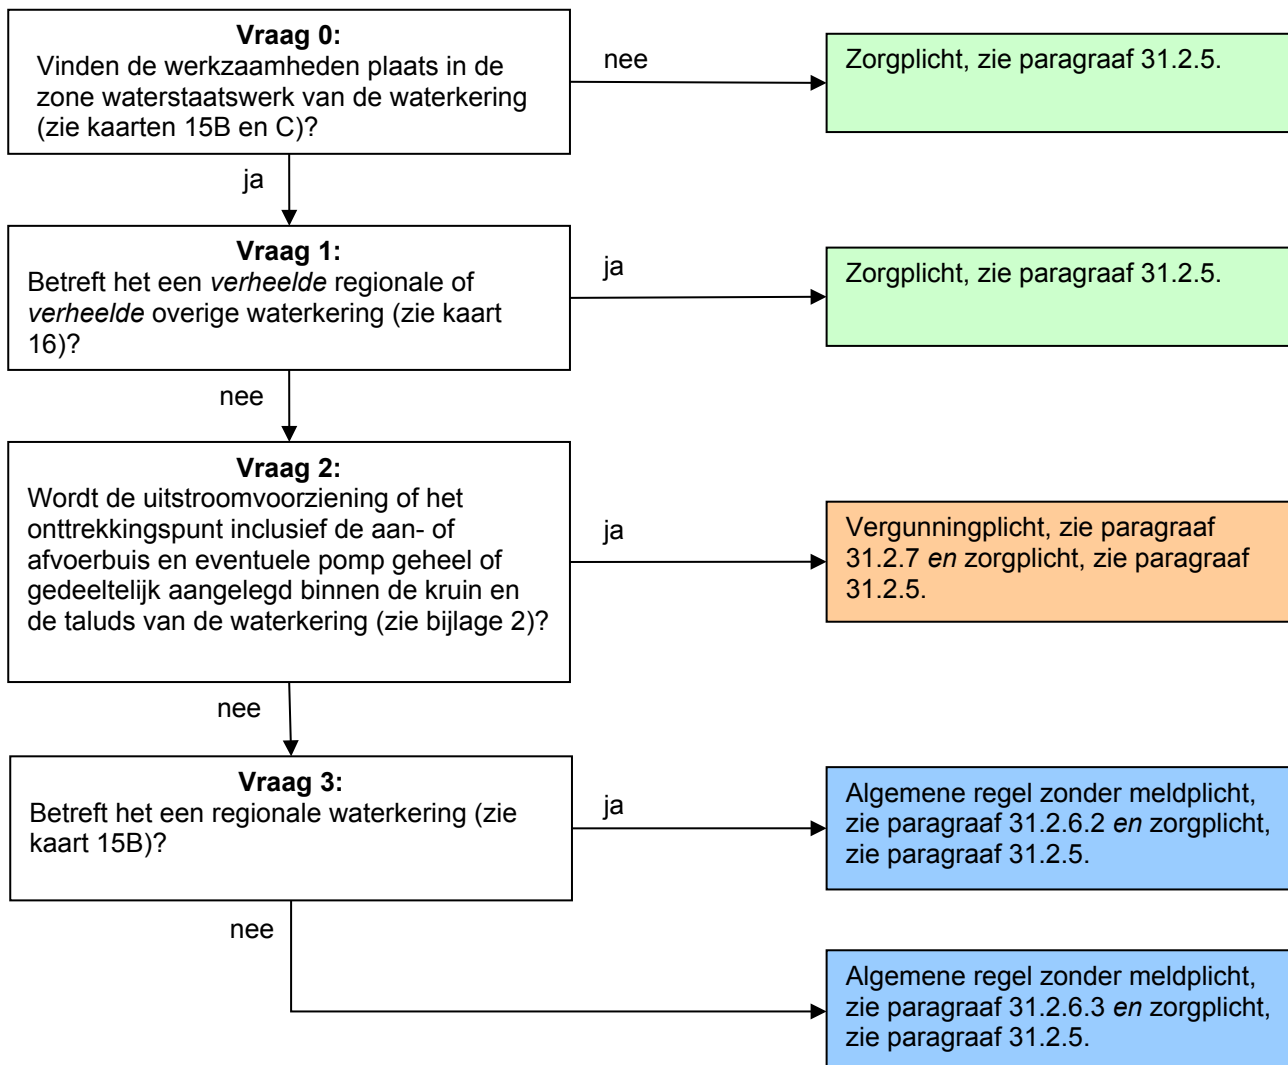 Vraag 0:
Vinden de werkzaamheden plaats in de
zone waterstaatswerk van de waterkering
(zie kaarten 15B en C)?
nee
Zorgplicht, zie paragraaf 31.2.5.
ja
Vraag 1:
Betreft het een verheelde regionale of
verheelde overige waterkering (zie kaart
16)?
ja
Zorgplicht, zie paragraaf 31.2.5.
nee
Vraag 2:
Wordt de uitstroomvoorziening of het
onttrekkingspunt inclusief de aan- of
afvoerbuis en eventuele pomp geheel of
gedeeltelijk aangelegd binnen de kruin en
de taluds van de waterkering (zie bijlage 2)?
ja
Vergunningplicht, zie paragraaf
31.2.7 en zorgplicht, zie paragraaf
31.2.5.
nee
Vraag 3:
Betreft het een regionale waterkering (zie
kaart 15B)?
ja
Algemene regel zonder meldplicht,
zie paragraaf 31.2.6.2 en zorgplicht,
zie paragraaf 31.2.5.
nee
Algemene regel zonder meldplicht,
zie paragraaf 31.2.6.3 en zorgplicht,
zie paragraaf 31.2.5.